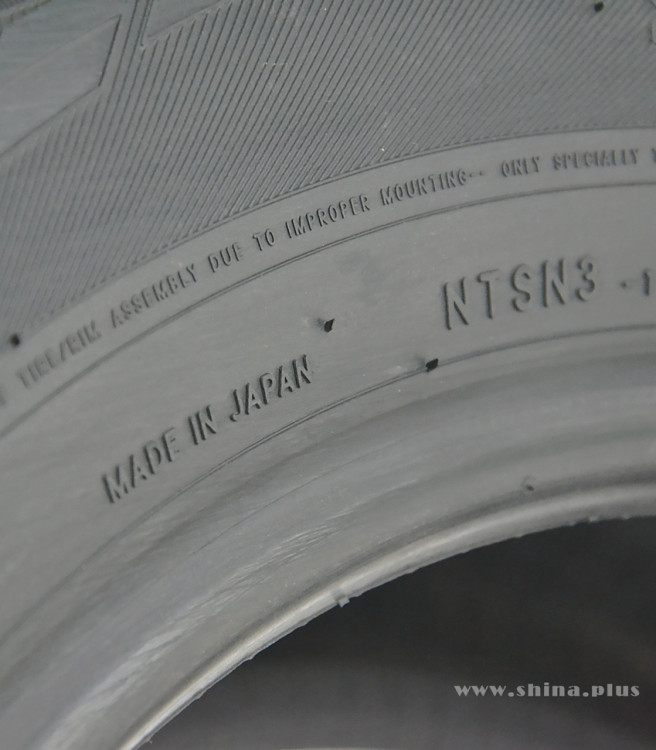 TIRE/RIM ASSEMBLY DUE TO IMPROPER MOUNTING-- ONLY SPECIALLY
NTSN3
MADE IN JAPAN
www.shina.plus